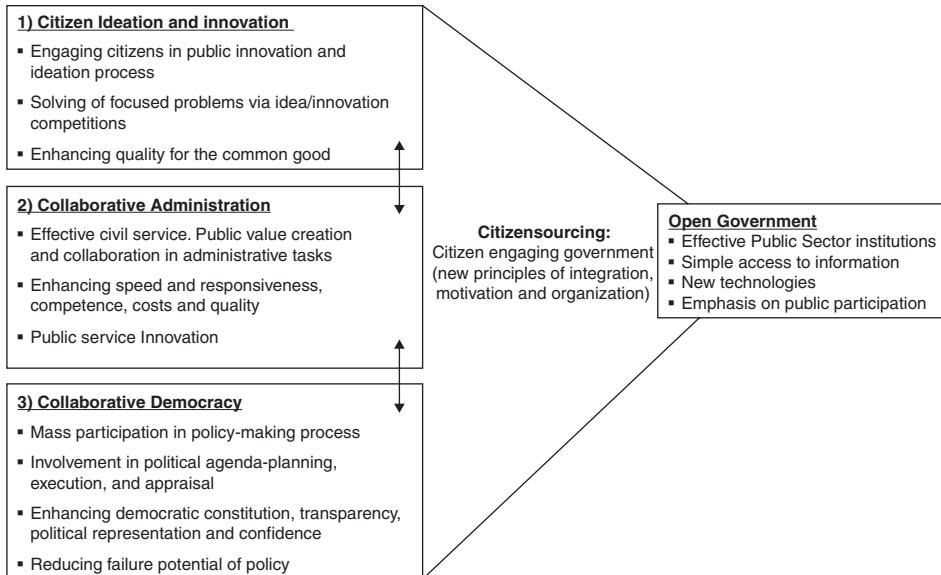 1) Citizen Ideation and innovation
▪ Engaging citizens in public innovation and
ideation process
▪ Solving of focused problems via idea/innovation
competitions
▪ Enhancing quality for the common good
2) Collaborative Administration
▪ Effective civil service. Public value creation
and collaboration in administrative tasks
▪ Enhancing speed and responsiveness,
competence, costs and quality
▪ Public service Innovation
3) Collaborative Democracy
▪ Mass participation in policy-making process
▪ Involvement in political agenda-planning,
execution, and appraisal
▪ Enhancing democratic constitution, transparency,
political representation and confidence
▪ Reducing failure potential of policy
Citizensourcing:
Citizen engaging government
(new principles of integration,
motivation and organization)
Open Government
▪ Effective Public Sector institutions
▪ Simple access to information
▪ New technologies
▪ Emphasis on public participation